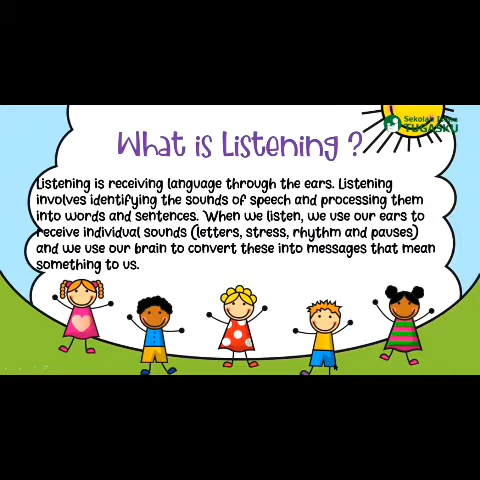 Sekolah Islam
TUGASKU
What is Listening ?
Listening is receiving language through the ears. Listening
involves identifying the sounds of speech and processing them
into words and sentences. When we listen, we use our ears to
receive individual sounds (letters, stress, rhythm and pauses)
and we use our brain to convert these into messages that mean
something to us.